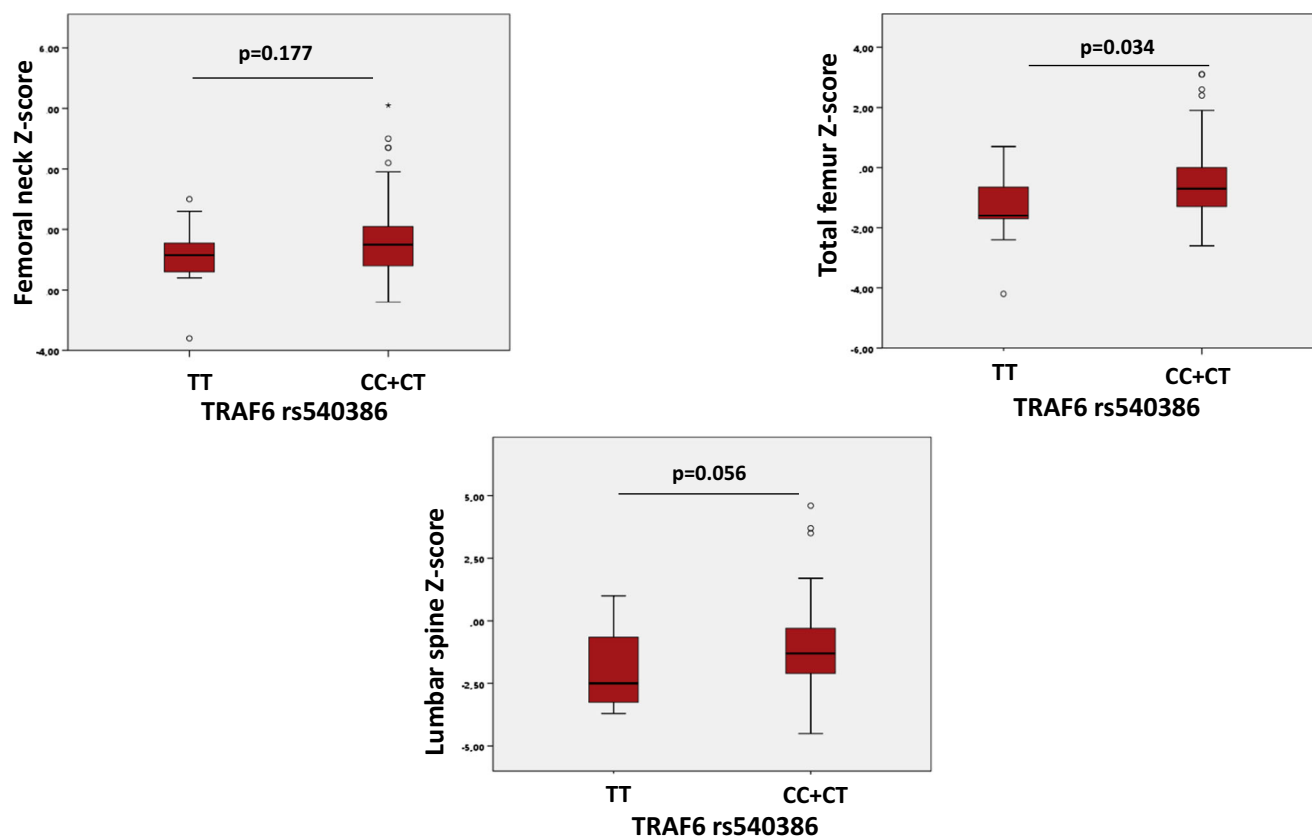 p=0.177
Femoral neck Z-score
6.00
.00
.00
.00
.00
-4,00
TT CC+CT
TRAF6 rs540386
p=0.034
Total femur Z-score
4,00
2,00
.00
-2,00
-4,00
-6,00
TT CC+CT
TRAF6 rs540386
p=0.056
Lumbar spine Z-score
5,00
2,50
,00
-2,50
-5,00
TT CC+CT
TRAF6 rs540386